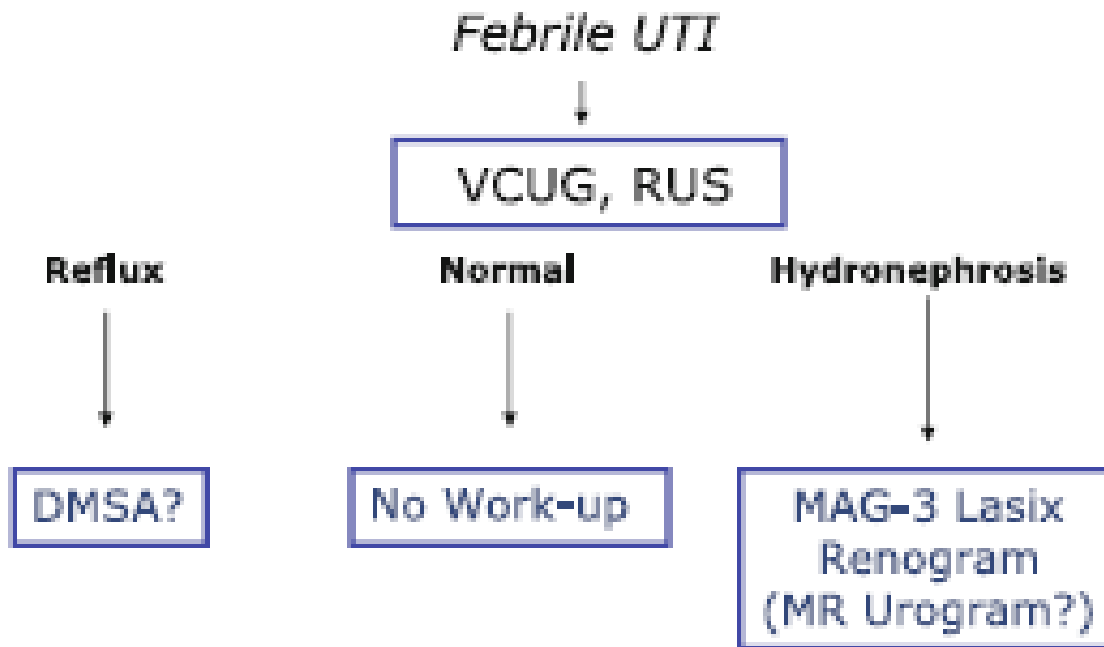 Febrile UTI
VCUG, RUS
Reflux
Normal
Hydronephrosis
DMSA?
No Work-up
MAG-3 Lasix
Renogram
(MR Urogram?)